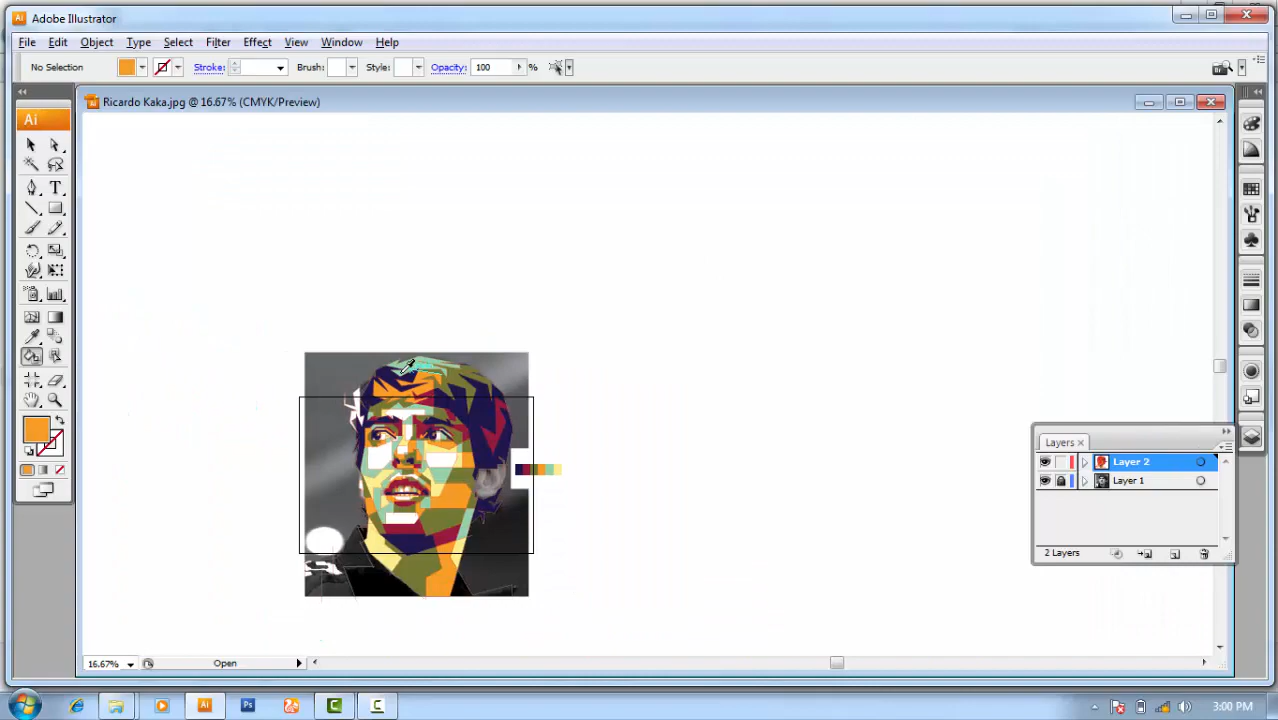 Adobe Illustrator
File Edit Object Type Select Filter Effect View Window Help
No Selection Stroke: Brush: Style: Opacity: 100 %
Ai
Ricardo Kaka.jpg @ 16.67% (CMYK/Preview)
T
Layers
Layer 2
Layer 1
2 Layers
16.67% Open
Ai Ps C C 3:00 PM